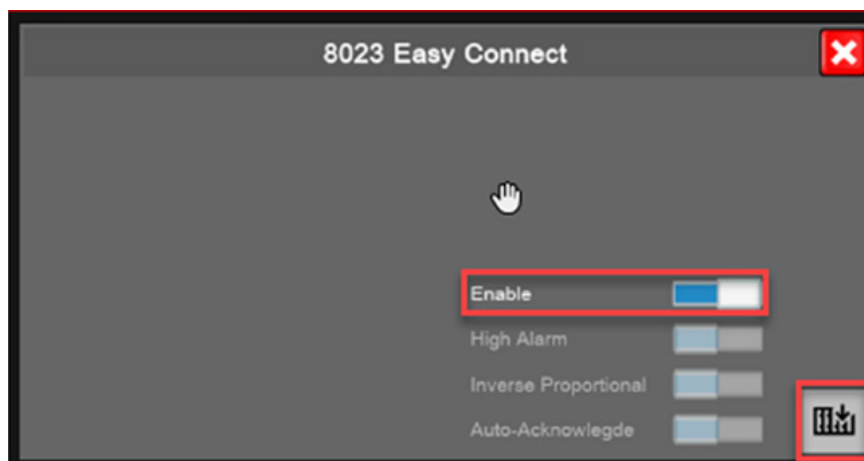 8023 Easy Connect
Enable
High Alarm
Inverse Proportional
Auto-Acknowlegde